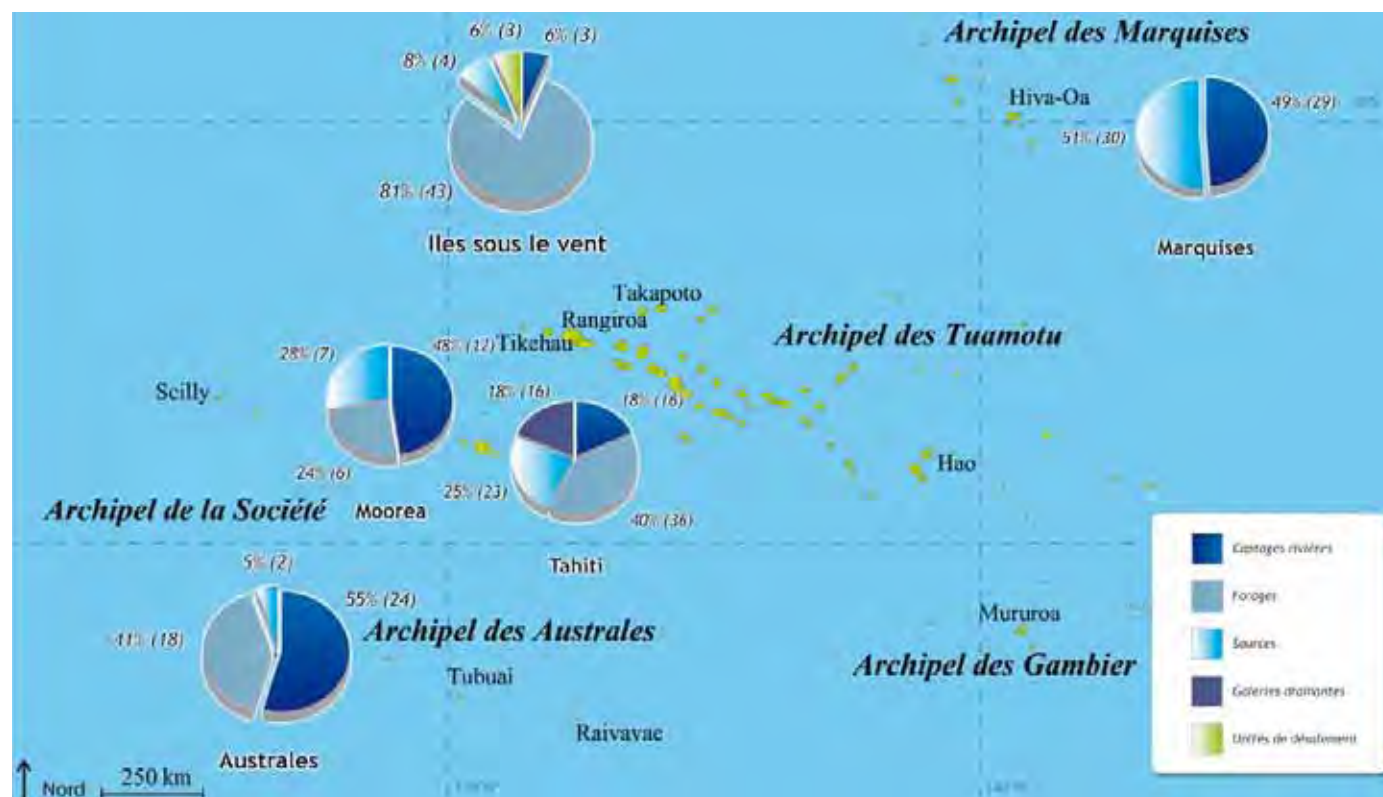 6% (3)
6% (3)
8% (4)
81% (43)
Iles sous le vent
Archipel des Marquises
Hiva-Oa
49% (29)
51% (30)
Marquises
Takapoto
Rangiroa
Tikehau
Archipel des Tuamotu
28% (7)
48% (12)
Scilly
24% (6)
Moorea
18% (16)
18% (16)
25% (23)
40% (36)
Tahiti
Hao
Archipel de la Société
5% (2)
55% (24)
41% (18)
Australes
Archipel des Australes
Tubuai
Raivavae
Mururoa
Archipel des Gambier
Captages rivières
Forages
Sources
Galeries drainantes
Unités de désalement
Nord
250 km